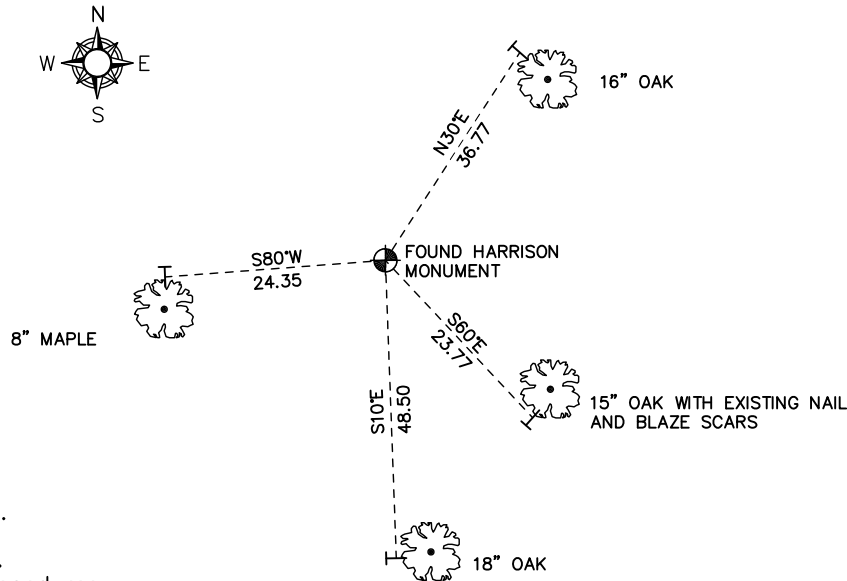 N
W E
S
16" OAK
N30°E
36.77
FOUND HARRISON
MONUMENT
S80°W
24.35
8" MAPLE
S60°E
23.77
15" OAK WITH EXISTING NAIL
AND BLAZE SCARS
S10°E
48.50
18" OAK